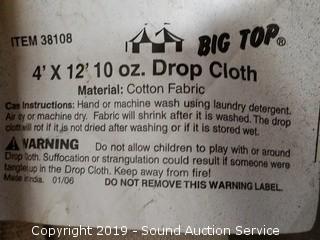 ITEM 38108
BIG TOP®
4' X 12' 10 oz. Drop Cloth
Material: Cotton Fabric
Care Instructions: Hand or machine wash using laundry detergent.
Air dry or machine dry. Fabric will shrink after it is washed. The drop
cloth will rot if it is not dried after washing or if it is stored wet.
WARNING Do not allow children to play with or around
Drop Cloth. Suffocation or strangulation could result if someone were
tangle up in the Drop Cloth. Keep away from fire!
Made in India. 01/06 DO NOT REMOVE THIS WARNING LABEL.
Copyright 2019 - Sound Auction Service